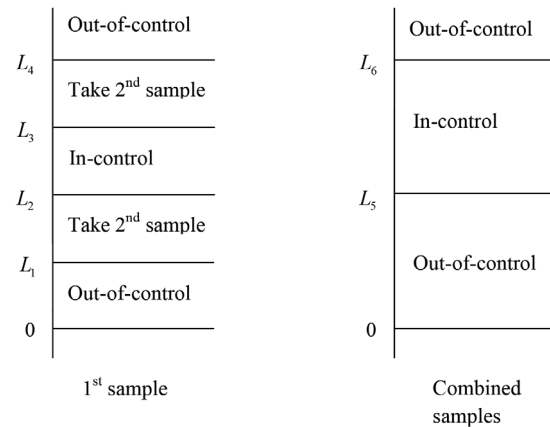 Out-of-control
L4
Take 2nd sample
L3
In-control
L2
Take 2nd sample
L1
Out-of-control
0
1st sample
Out-of-control
L6
In-control
L5
Out-of-control
0
Combined
samples